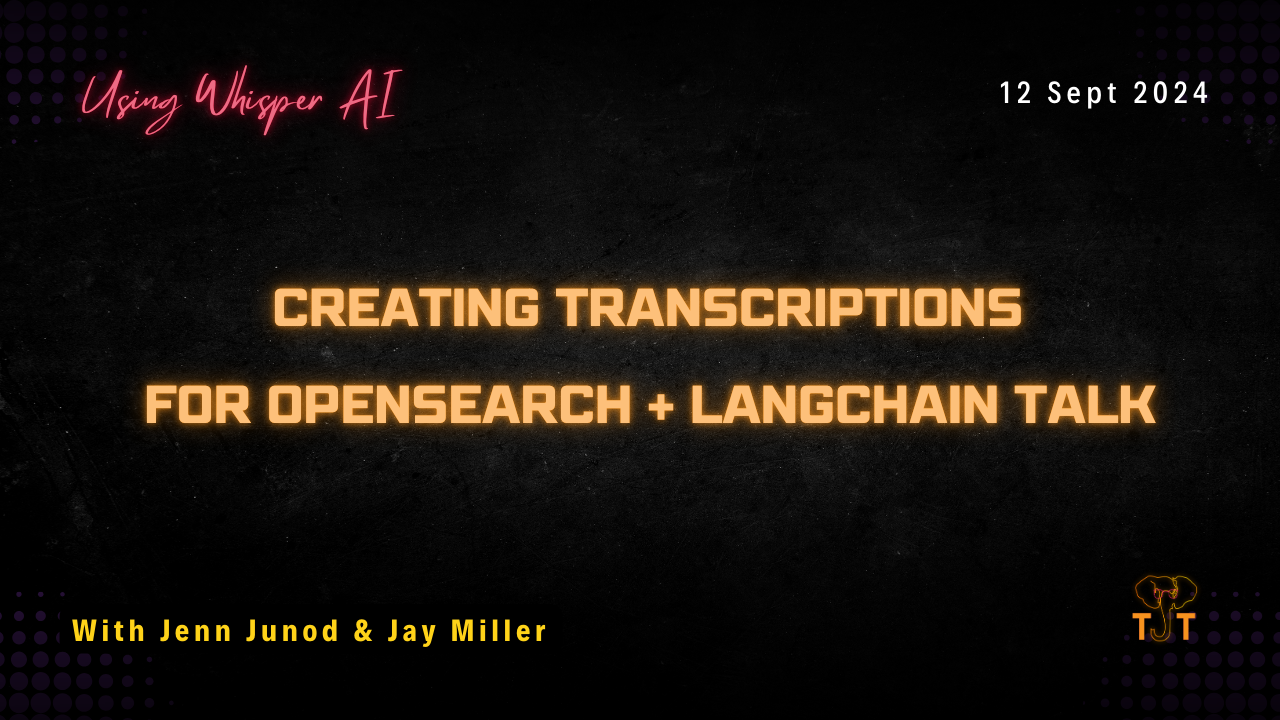 Using Whisper AI
12 Sept 2024
CREATING TRANSCRIPTIONS
FOR OPENSEARCH + LANGCHAIN TALK
With Jenn Junod & Jay Miller
TJT